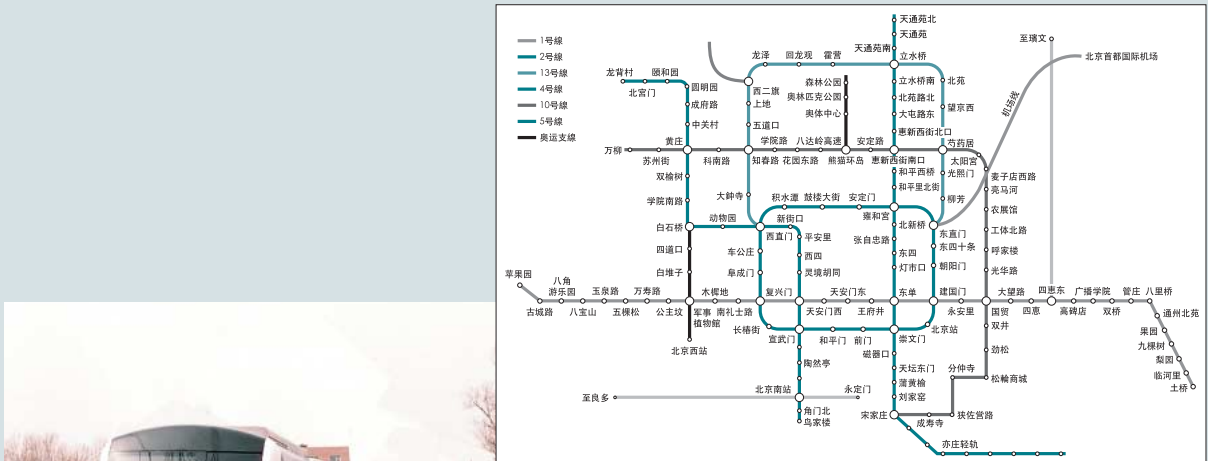 1号線
2号線
13号線
4号線
10号線
5号線
奥运支線
天通苑北
天通苑
天通苑南
立水桥
至瑞文
北京首都国际机场
机场线
龙泽
回龙观
霍营
龙背村
颐和园
北宫门
圆明园
成府路
中关村
西二旗
上地
五道口
森林公园
奥林匹克公园
奥体中心
立水桥南
北苑路北
大屯路东
惠新西街北口
北苑
望京西
黄庄
万柳
苏州街
科南路
学院路
八达岭高速
安定路
知春路
花园东路
熊猫环岛
惠新西街南口
芍药居
太阳宫
麦子店西路
亮马河
双榆树
学院南路
大鈡寺
和平西桥
和平里北街
光熙门
柳芳
农展馆
工体北路
呼家楼
光华路
积水潭
鼓楼大街
安定门
雍和宫
北新桥
东直门
东四十条
朝阳门
白石桥
动物园
新街口
西直门
平安里
张自忠路
东四
灯市口
四道口
白堆子
车公庄
阜成门
西四
灵境胡同
苹果园
八角
游乐园
玉泉路
万寿路
木樨地
复兴门
天安门东
东单
建国门
大望路
四惠东
广播学院
管庄
八里桥
古城路
八宝山
五棵松
公主坟
军事
植物館
南礼士路
天安门西
王府井
永安里
国贸
四恵
高碑店
双桥
通州北苑
果园
九棵树
梨园
临河里
土桥
长椿街
宣武门
和平门
前门
崇文门
北京站
双井
劲松
北京西站
磁器口
陶然亭
天坛东门
蒲黄榆
刘家窑
分仲寺
松輪商城
至良多
北京南站
永定门
角门北
鸟家楼
宋家庄
成寿寺
狭佐営路
亦庄轻轨